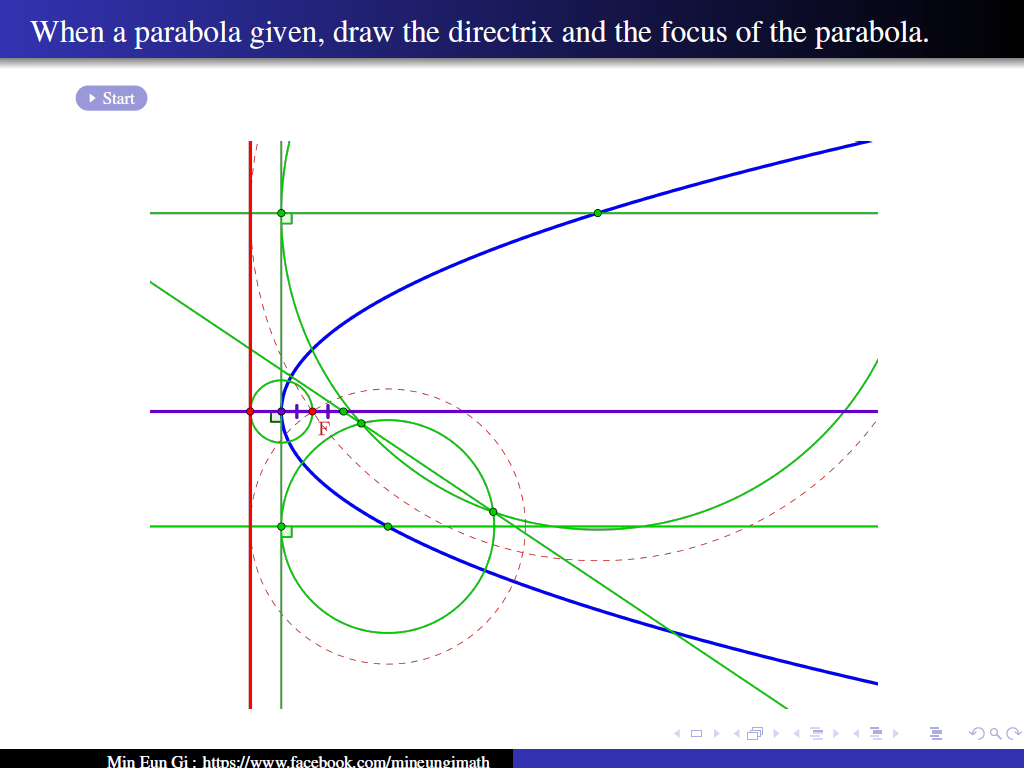 When a parabola given, draw the directrix and the focus of the parabola.
Start
F
Min Eun Gi : https://www.facebook.com/mineungimath